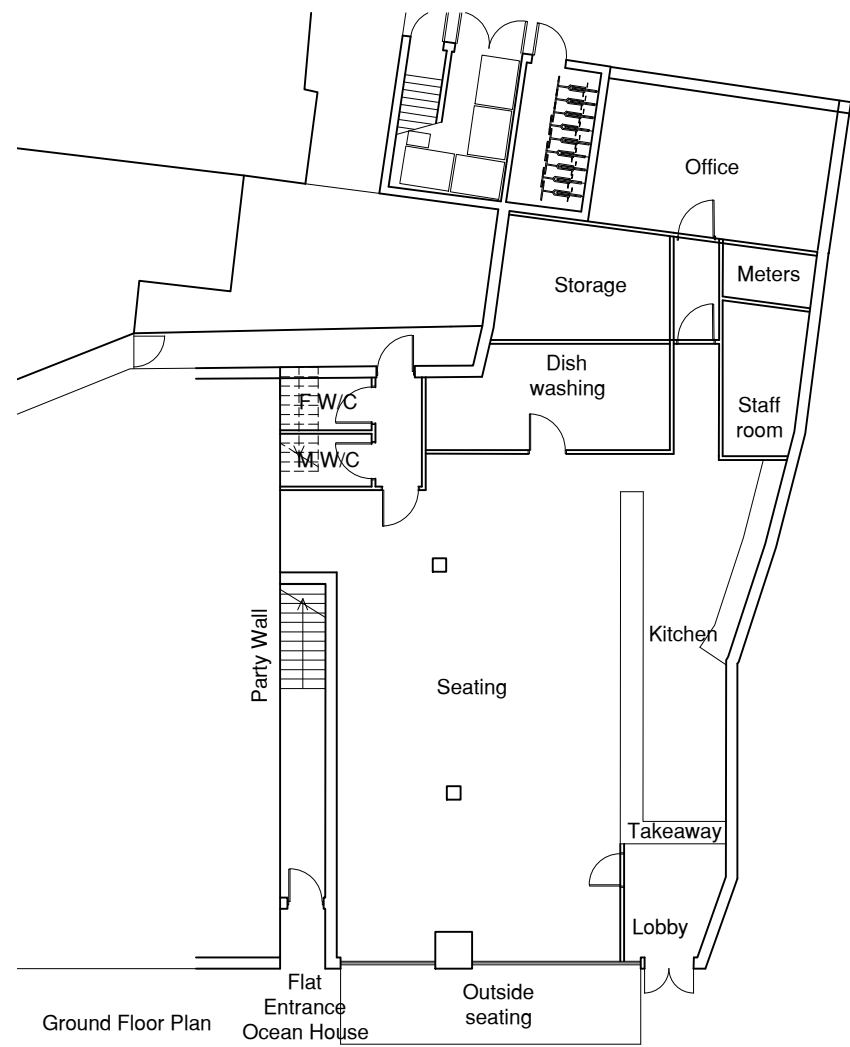 Office
Storage
Meters
Dish
washing
F W/C
Staff
room
M W/C
Party Wall
Kitchen
Seating
Takeaway
Lobby
Flat
Entrance
Ocean House
Outside
seating
Ground Floor Plan